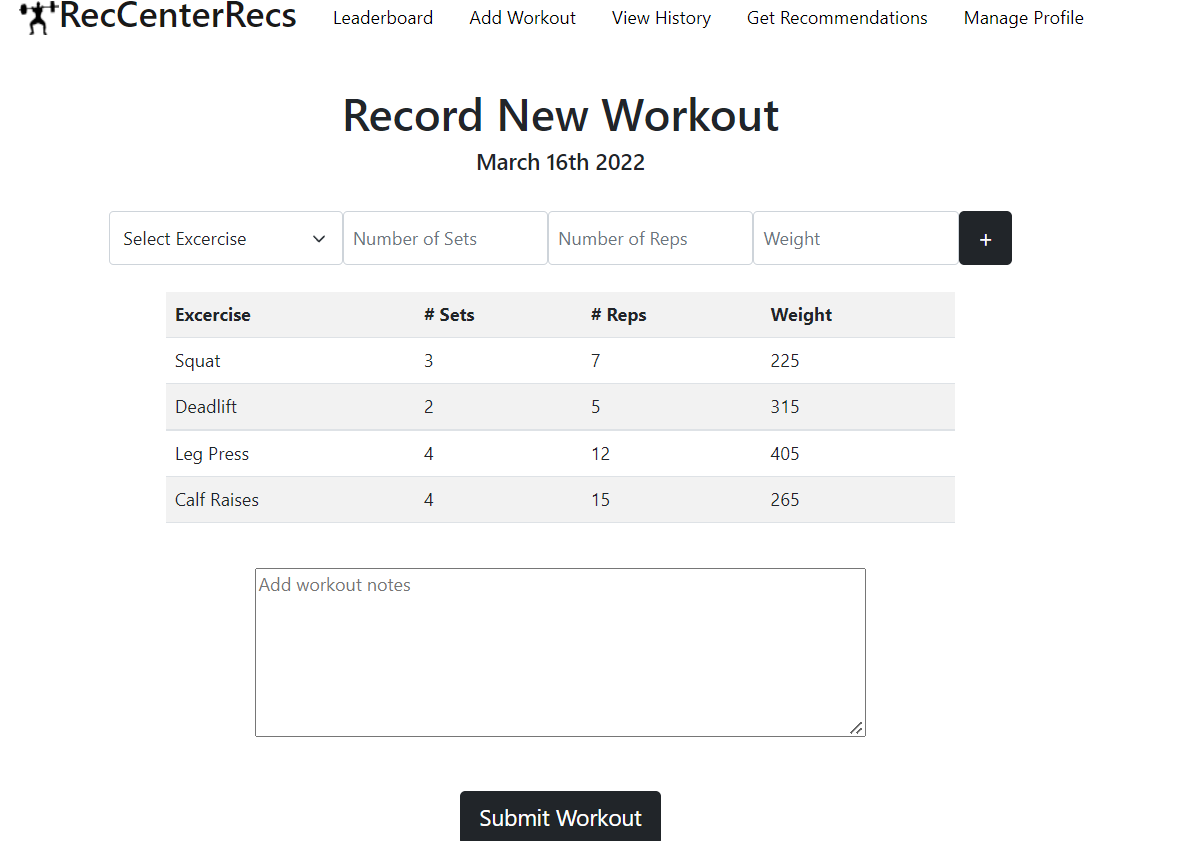 RecCenterRecs Leaderboard Add Workout View History Get Recommendations Manage Profile
Record New Workout
March 16th 2022
Select Excercise Number of Sets Number of Reps Weight +
Excercise # Sets # Reps Weight
Squat 3 7 225
Deadlift 2 5 315
Leg Press 4 12 405
Calf Raises 4 15 265
Add workout notes
Submit Workout